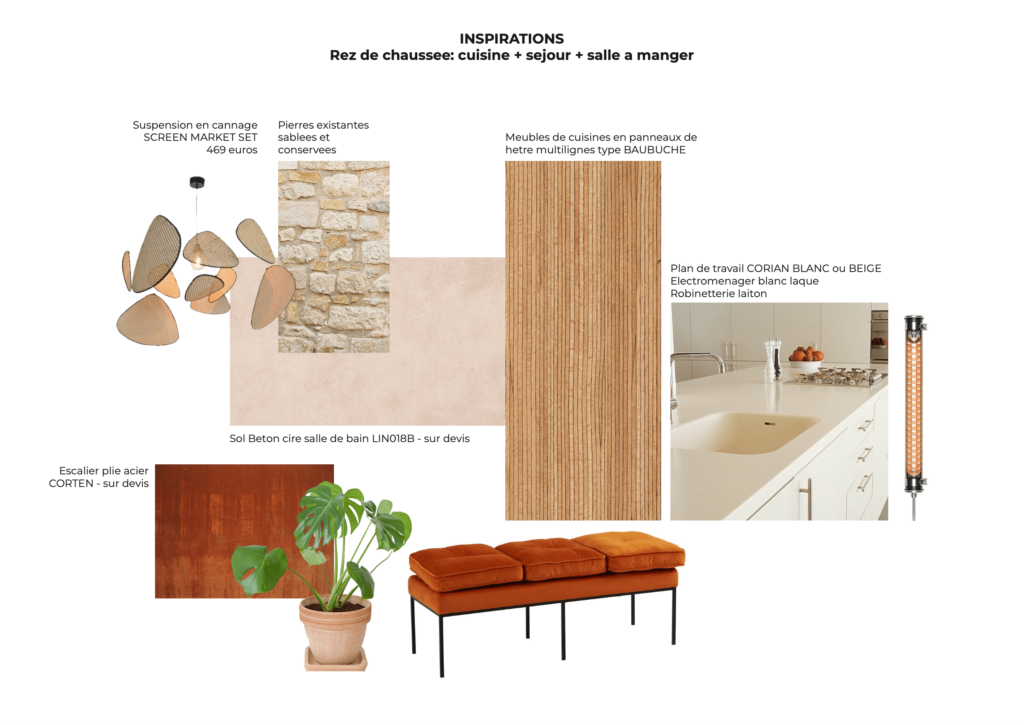 INSPIRATIONS
Rez de chaussee: cuisine + sejour + salle a manger
Suspension en cannage
SCREEN MARKET SET
469 euros
Pierres existantes
sablees et
conservees
Meubles de cuisines en panneaux de
hetre multilignes type BAUBUCHE
Plan de travail CORIAN BLANC ou BEIGE
Electromenager blanc laque
Robinetterie laiton
Sol Beton cire salle de bain LIN018B - sur devis
Escalier plie acier
CORTEN - sur devis